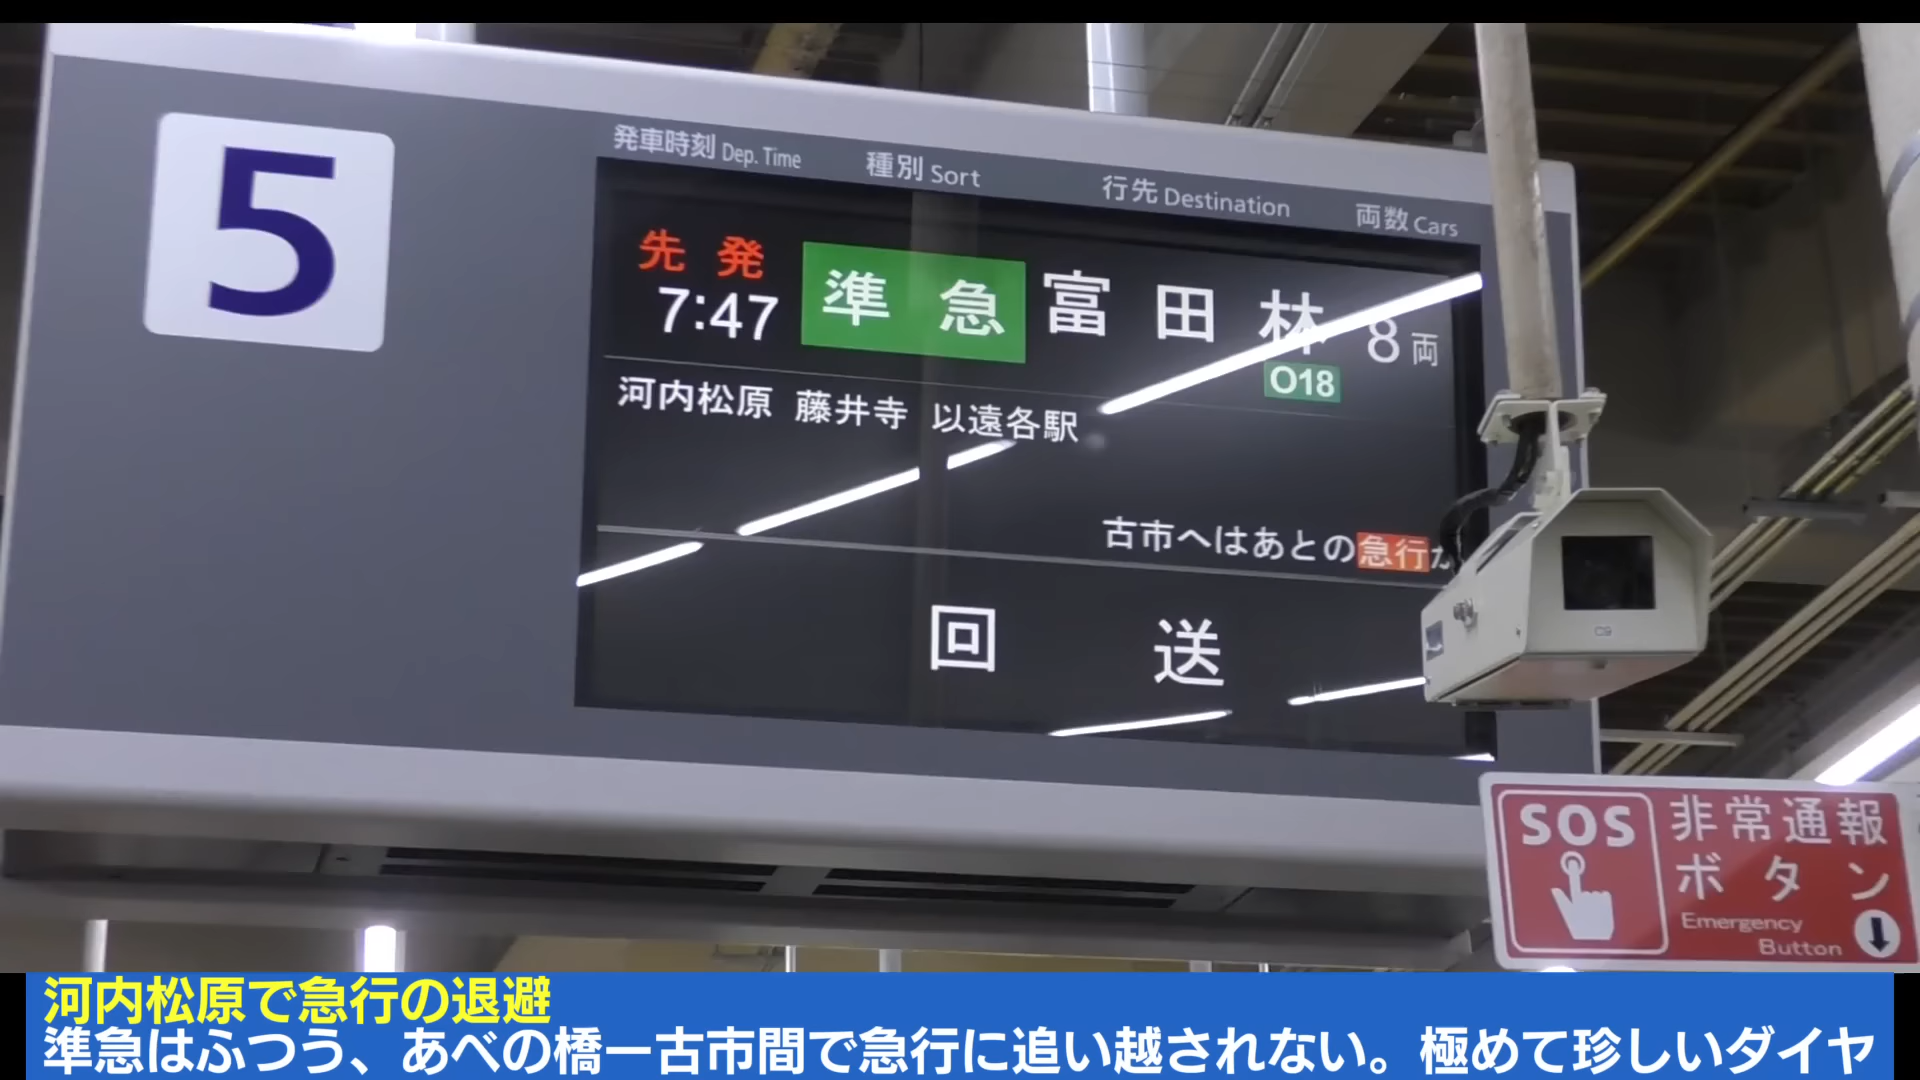 5
発車時刻 Dep. Time 種別 Sort 行先 Destination 両数 Cars
先発
7:47 準急 富田林 8両
O18
河内松原 藤井寺 以遠各駅
古市へはあとの急行
回送
SOS 非常通報
ボタン
Emergency
Button
河内松原で急行の退避
準急はふつう、あべの橋ー古市間で急行に追い越されない。極めて珍しいダイヤ